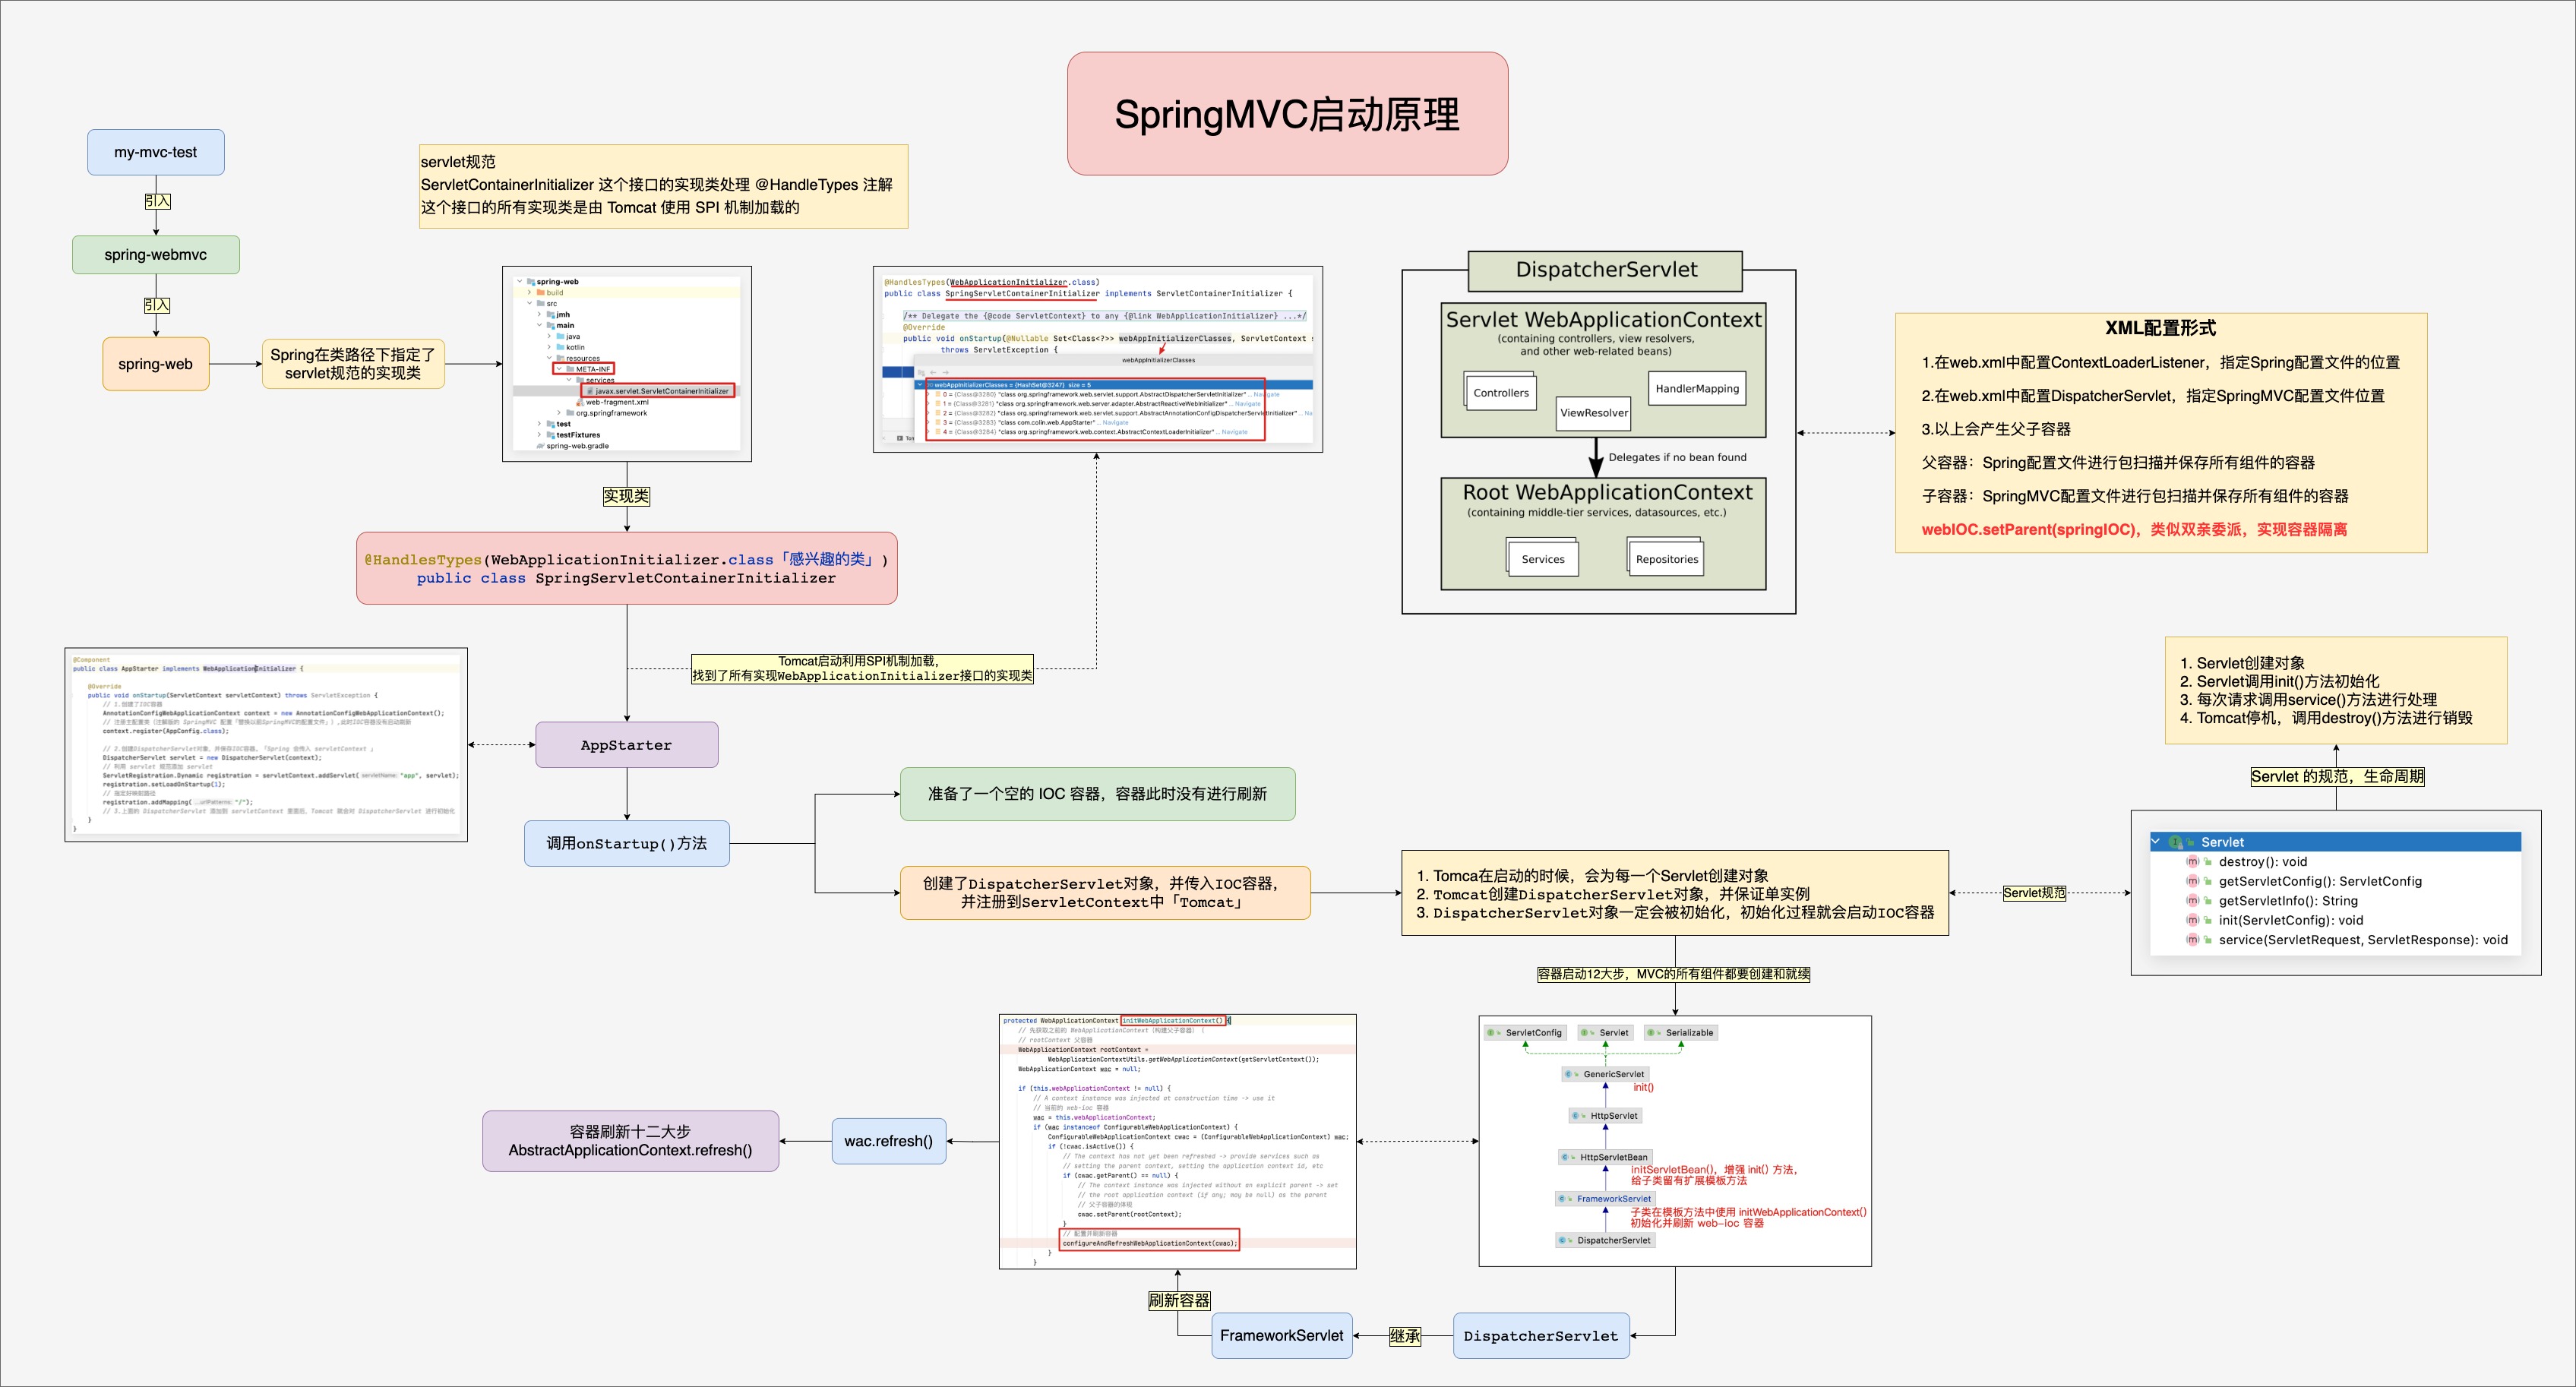 SpringMVC启动原理
my-mvc-test
引入
spring-webmvc
引入
spring-web
Spring在类路径下指定了
servlet规范的实现类
servlet规范
ServletContainerInitializer 这个接口的实现类处理 @HandleTypes 注解
这个接口的所有实现类是由 Tomcat 使用 SPI 机制加载的
spring-web
build
src
jmh
main
java
kotlin
resources
META-INF
services
javax.servlet.ServletContainerInitializer
web-fragment.xml
org.springframework
test
testFixtures
spring-web.gradle
实现类
@HandlesTypes(WebApplicationInitializer.class「感兴趣的类」)
public class SpringServletContainerInitializer
@HandlesTypes(WebApplicationInitializer.class)
public class SpringServletContainerInitializer implements ServletContainerInitializer {
/** Delegate the {@code ServletContext} to any {@link WebApplicationInitializer} ...*/
@Override
public void onStartup(@Nullable Set<Class<?>> webAppInitializerClasses, ServletContext s
throws ServletException {
webAppInitializerClasses
webAppInitializerClasses = {HashSet@3247} size = 5
0 = {Class@3280} "class org.springframework.web.servlet.support.AbstractDispatcherServletInitializer" ... Navigate
1 = {Class@3281} "class org.springframework.web.server.adapter.AbstractReactiveWebInitializer" ... Navigate
2 = {Class@3282} "class org.springframework.web.servlet.support.AbstractAnnotationConfigDispatcherServletInitializer" ... Na
3 = {Class@3283} "class com.colin.web.AppStarter" ... Navigate
4 = {Class@3284} "class org.springframework.web.context.AbstractContextLoaderInitializer" ... Navigate
Tomcat启动利用SPI机制加载，
找到了所有实现WebApplicationInitializer接口的实现类
DispatcherServlet
Servlet WebApplicationContext
(containing controllers, view resolvers,
and other web-related beans)
Controllers
ViewResolver
HandlerMapping
Delegates if no bean found
Root WebApplicationContext
(containing middle-tier services, datasources, etc.)
Services
Repositories
XML配置形式
1.在web.xml中配置ContextLoaderListener，指定Spring配置文件的位置
2.在web.xml中配置DispatcherServlet，指定SpringMVC配置文件位置
3.以上会产生父子容器
父容器：Spring配置文件进行包扫描并保存所有组件的容器
子容器：SpringMVC配置文件进行包扫描并保存所有组件的容器
webIOC.setParent(springIOC)，类似双亲委派，实现容器隔离
@Component
public class AppStarter implements WebApplicationInitializer {
@Override
public void onStartup(ServletContext servletContext) throws ServletException {
// 1.创建了IOC容器
AnnotationConfigWebApplicationContext context = new AnnotationConfigWebApplicationContext();
context.register(AppConfig.class);
// 2.创建DispatcherServlet对象，并保存IOC容器。「Spring 会传入 servletContext 」
DispatcherServlet servlet = new DispatcherServlet(context);
// 利用 servlet 规范添加 servlet
ServletRegistration.Dynamic registration = servletContext.addServlet( servletName: "app", servlet);
registration.setLoadOnStartup(1);
// 指定好映射路径
registration.addMapping( ...urlPatterns: "/");
}
}
AppStarter
调用onStartup()方法
准备了一个空的 IOC 容器，容器此时没有进行刷新
创建了DispatcherServlet对象，并传入IOC容器，
并注册到ServletContext中「Tomcat」
1. Tomca在启动的时候，会为每一个Servlet创建对象
2. Tomcat创建DispatcherServlet对象，并保证单实例
3. DispatcherServlet对象一定会被初始化，初始化过程就会启动IOC容器
Servlet规范
1. Servlet创建对象
2. Servlet调用init()方法初始化
3. 每次请求调用service()方法进行处理
4. Tomcat停机，调用destroy()方法进行销毁
Servlet 的规范，生命周期
Servlet
destroy(): void
getServletConfig(): ServletConfig
getServletInfo(): String
init(ServletConfig): void
service(ServletRequest, ServletResponse): void
容器启动12大步，MVC的所有组件都要创建和就续
ServletConfig
Servlet
Serializable
GenericServlet
init()
HttpServlet
HttpServletBean
initServletBean()，增强 init() 方法，
给子类留有扩展模板方法
FrameworkServlet
子类在模板方法中使用 initWebApplicationContext()
初始化并刷新 web-ioc 容器
DispatcherServlet
protected WebApplicationContext initWebApplicationContext() {
// 先获取之前的 WebApplicationContext（构建父子容器）
// rootContext 父容器
WebApplicationContext rootContext =
WebApplicationContextUtils.getWebApplicationContext(getServletContext());
WebApplicationContext wac = null;
if (this.webApplicationContext != null) {
// A context instance was injected at construction time -> use it
// 当前的 web-ioc 容器
wac = this.webApplicationContext;
if (wac instanceof ConfigurableWebApplicationContext) {
ConfigurableWebApplicationContext cwac = (ConfigurableWebApplicationContext) wac;
if (!cwac.isActive()) {
// The context has not yet been refreshed -> provide services such as
// setting the parent context, setting the application context id, etc
if (cwac.getParent() == null) {
// The context instance was injected without an explicit parent -> set
// the root application context (if any; may be null) as the parent
// 父子容器的体现
cwac.setParent(rootContext);
}
// 配置并刷新容器
configureAndRefreshWebApplicationContext(cwac);
}
}
wac.refresh()
容器刷新十二大步
AbstractApplicationContext.refresh()
刷新容器
FrameworkServlet
继承
DispatcherServlet